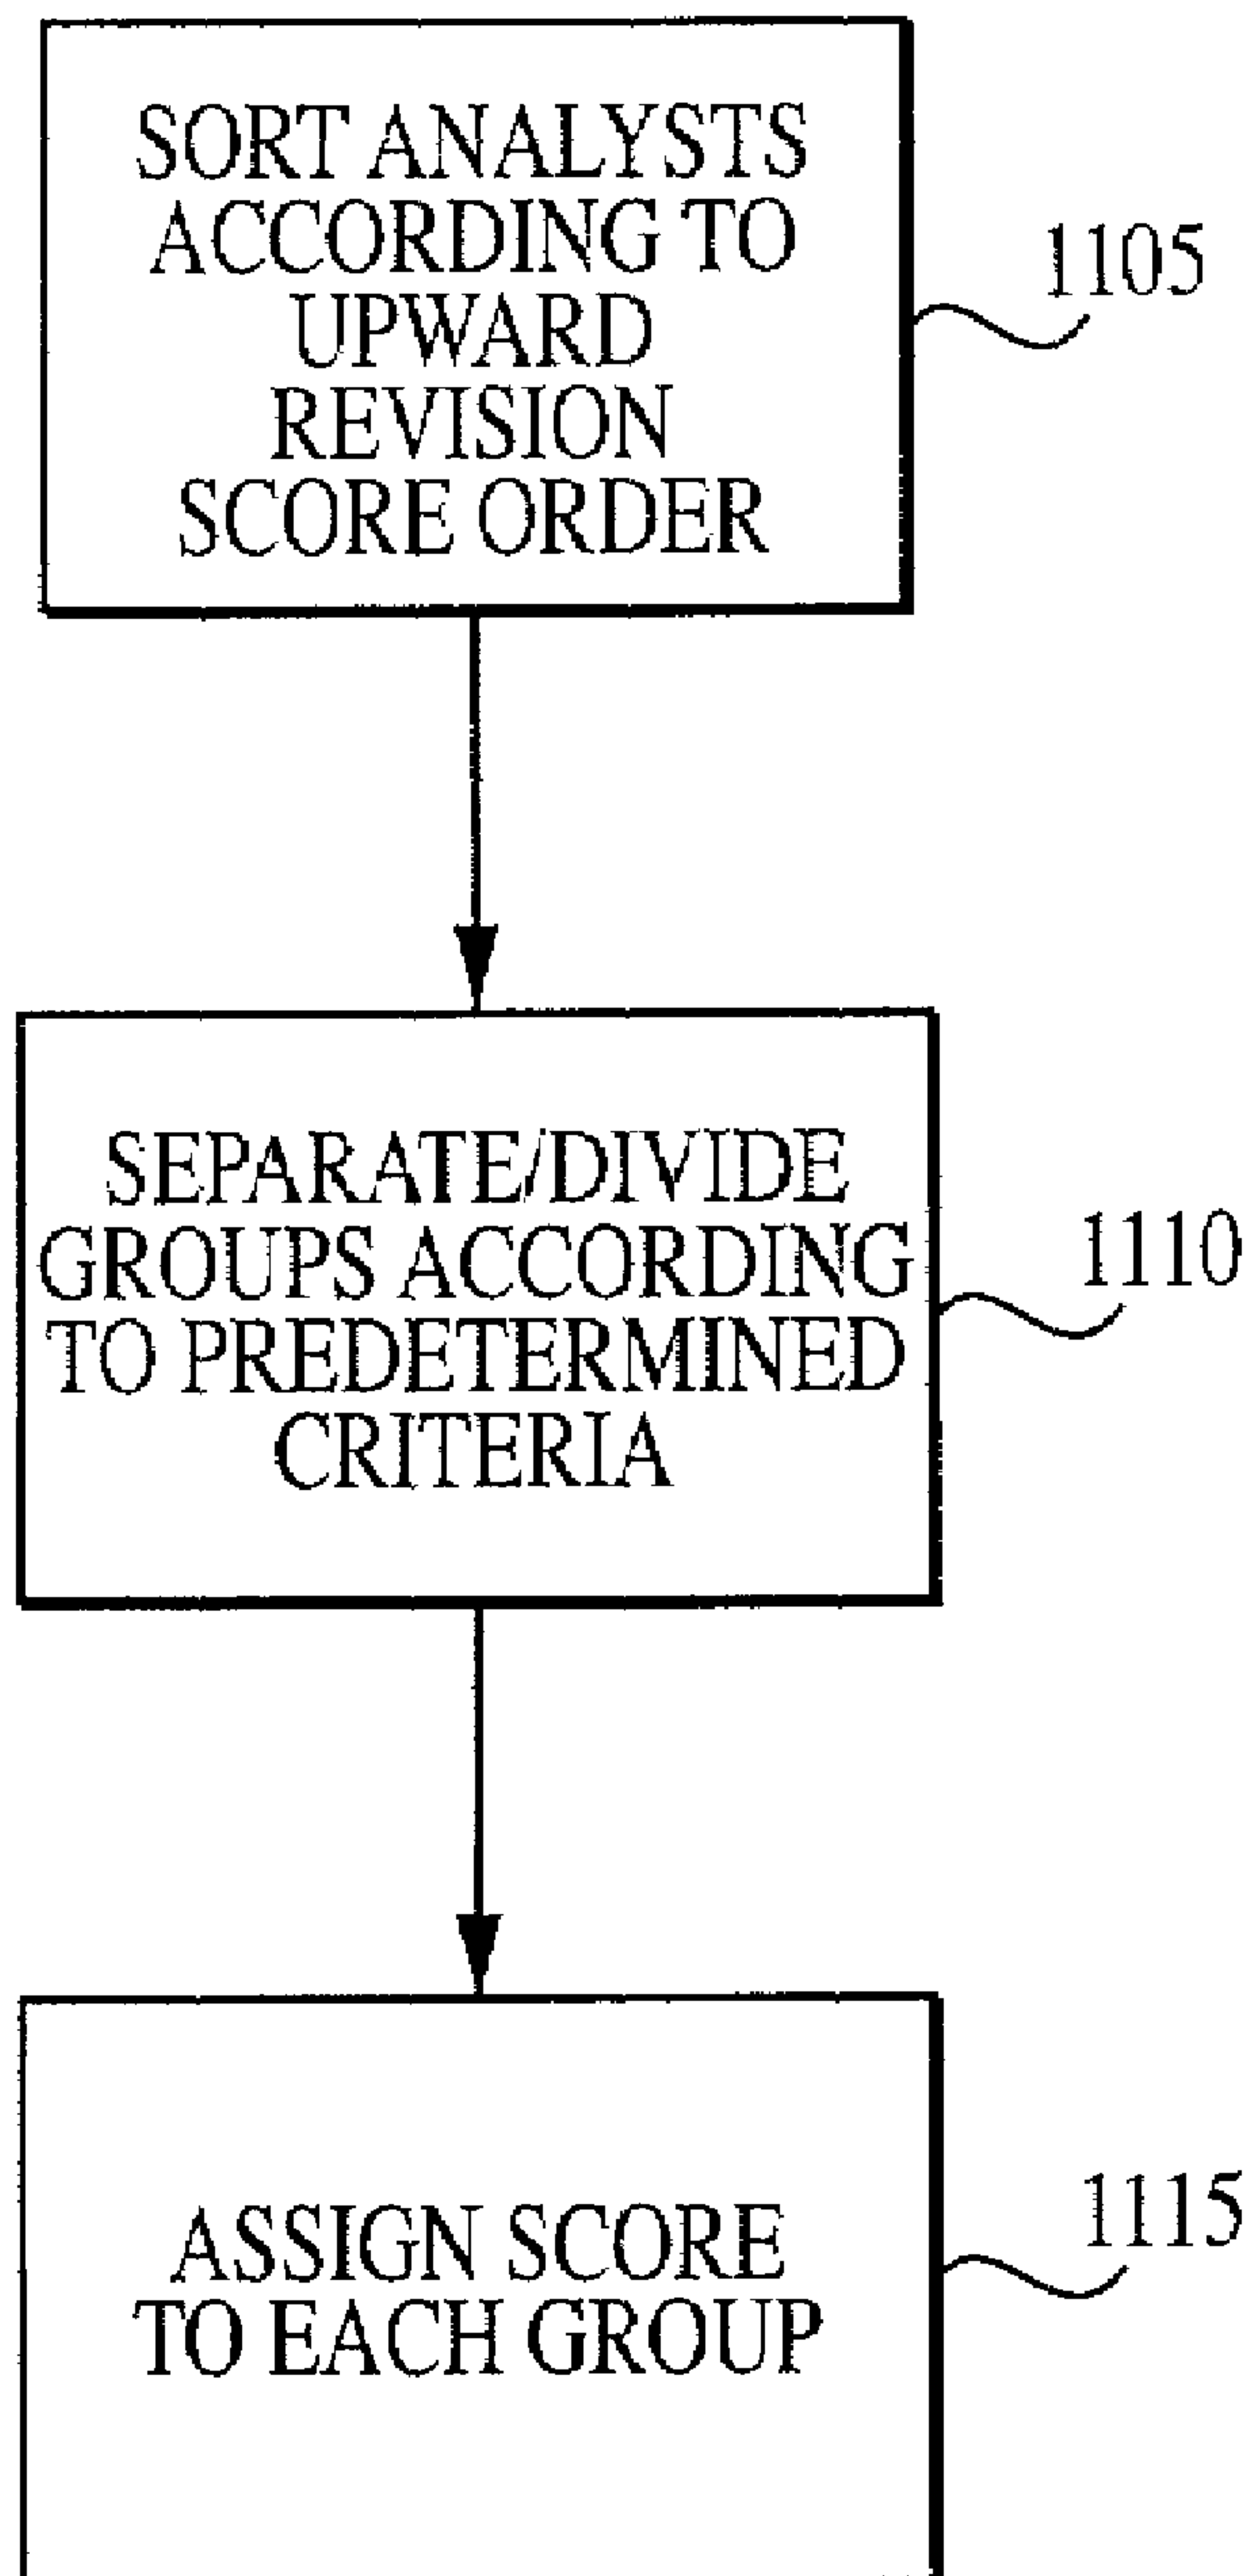 SORT ANALYSTS
ACCORDING TO
UPWARD
REVISION
SCORE ORDER
1105
SEPARATE/DIVIDE
GROUPS ACCORDING
TO PREDETERMINED
CRITERIA
1110
ASSIGN SCORE
TO EACH GROUP
1115